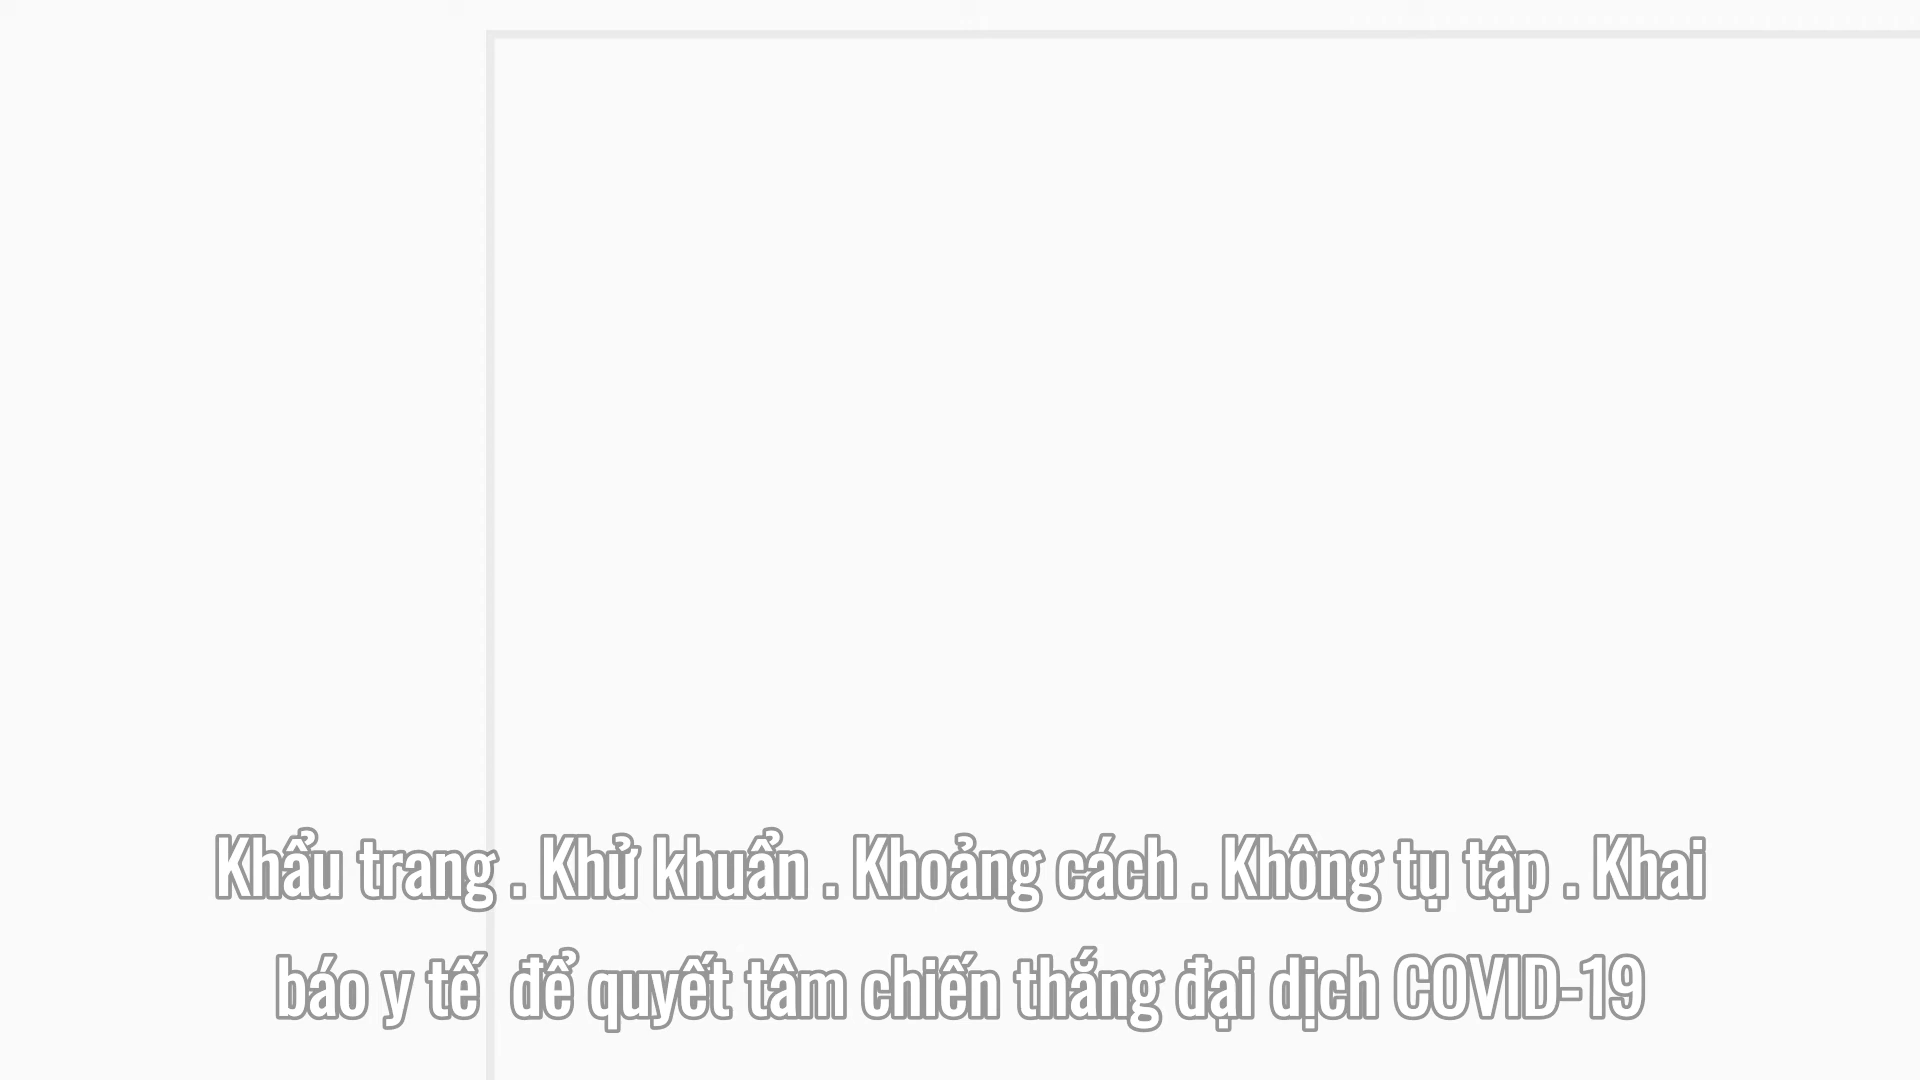 Khẩu trang . Khử khuẩn . Khoảng cách . Không tụ tập . Khai
báo y tế  để quyết tâm chiến thắng đại dịch COVID-19